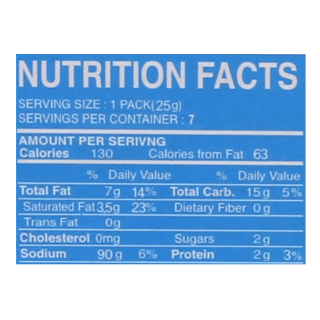 NUTRITION FACTS
SERVING SIZE : 1 PACK(25g)
SERVINGS PER CONTAINER : 7
AMOUNT PER SERIVNG
Calories 130 Calories from Fat 63
% Daily Value % Daily Value
Total Fat 7g 14% Total Carb. 15g 5%
Saturated Fat 3.5g 23% Dietary Fiber 0g
Trans Fat 0g
Cholesterol 0mg Sugars 2g
Sodium 90g 6% Protein 2g 3%